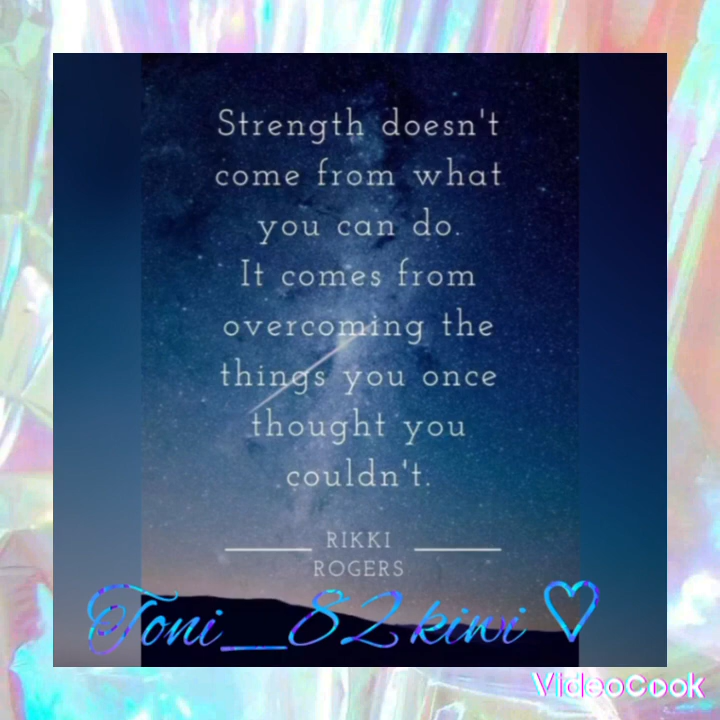 Strength doesn't
come from what
you can do.
It comes from
overcoming the
things you once
thought you
couldn't.
RIKKI
ROGERS
Toni_82kiwi♡
VideoCook